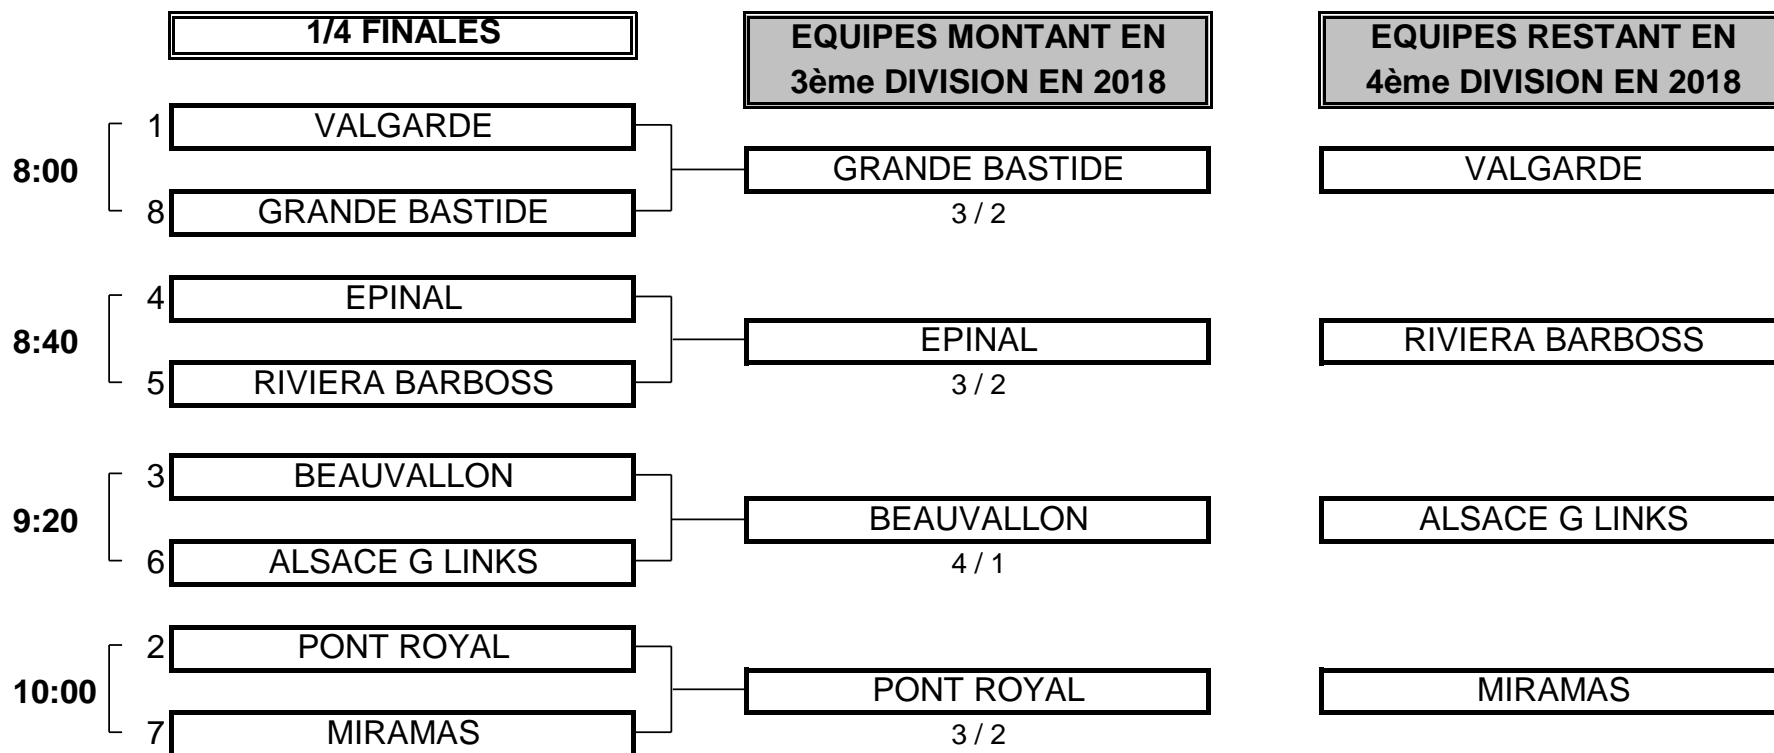 1/4 FINALES
EQUIPES MONTANT EN
3ème DIVISION EN 2018
EQUIPES RESTANT EN
4ème DIVISION EN 2018
8:00
1 VALGARDE
8 GRANDE BASTIDE
GRANDE BASTIDE
3 / 2
VALGARDE
8:40
4 EPINAL
5 RIVIERA BARBOSS
EPINAL
3 / 2
RIVIERA BARBOSS
9:20
3 BEAUVALLON
6 ALSACE G LINKS
BEAUVALLON
4 / 1
ALSACE G LINKS
10:00
2 PONT ROYAL
7 MIRAMAS
PONT ROYAL
3 / 2
MIRAMAS